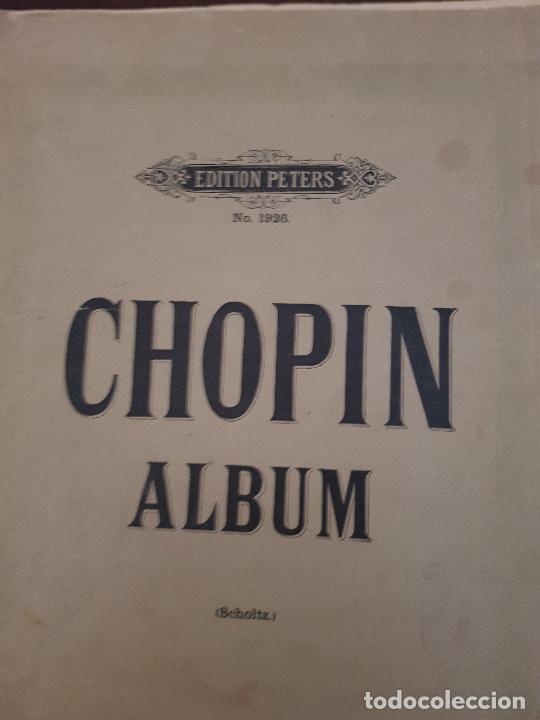 EDITION PETERS
No. 1926.
CHOPIN
ALBUM
(Scholtz.)
todocoleccion